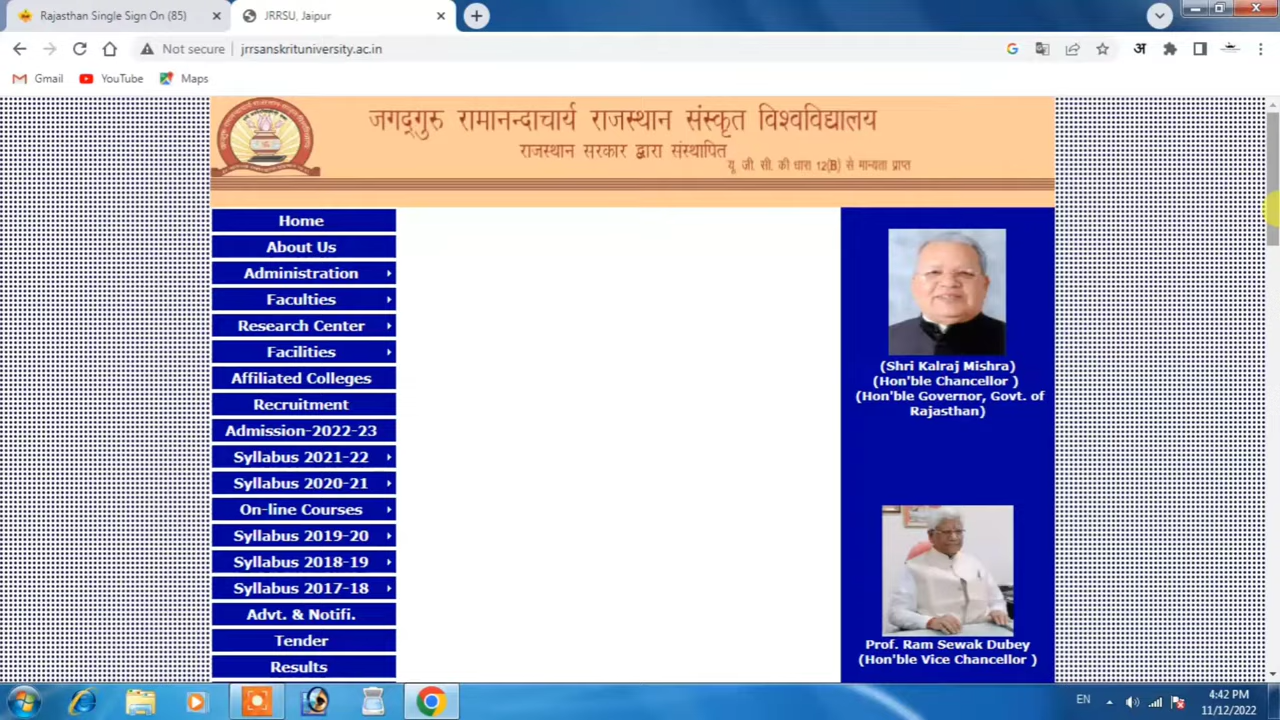 Rajasthan Single Sign On (85)
JRRSU, Jaipur
Not secure
jrrsanskrituniversity.ac.in
अ
Gmail
YouTube
Maps
जगद्गुरु रामानन्दाचार्य राजस्थान संस्कृत विश्वविद्यालय
राजस्थान सरकार द्वारा संस्थापित
यू. जी. सी. की धारा 12(B) से मान्यता प्राप्त
Home
About Us
Administration
Faculties
Research Center
Facilities
Affiliated Colleges
Recruitment
Admission-2022-23
Syllabus 2021-22
Syllabus 2020-21
On-line Courses
Syllabus 2019-20
Syllabus 2018-19
Syllabus 2017-18
Advt. & Notifi.
Tender
Results
(Shri Kalraj Mishra)
(Hon'ble Chancellor )
(Hon'ble Governor, Govt. of
Rajasthan)
Prof. Ram Sewak Dubey
(Hon'ble Vice Chancellor )
EN
4:42 PM
11/12/2022